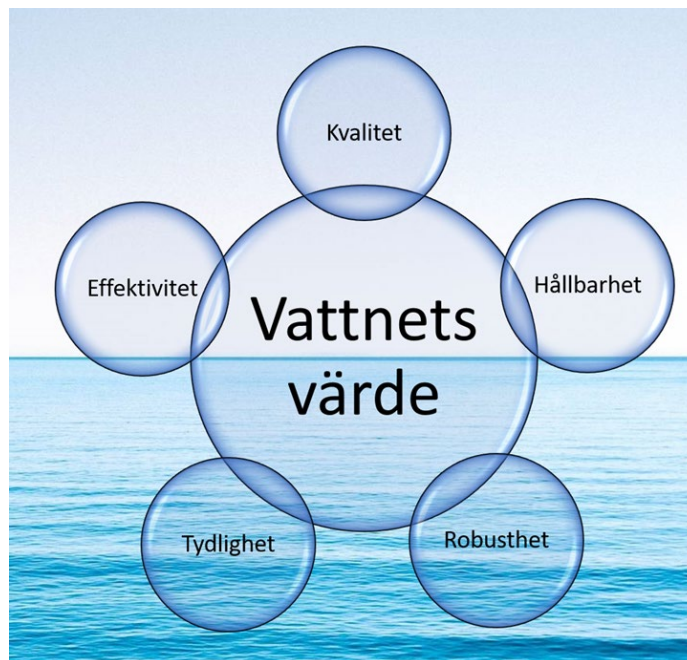 Kvalitet
Effektivitet
Hållbarhet
Vattnets
värde
Tydlighet
Robusthet